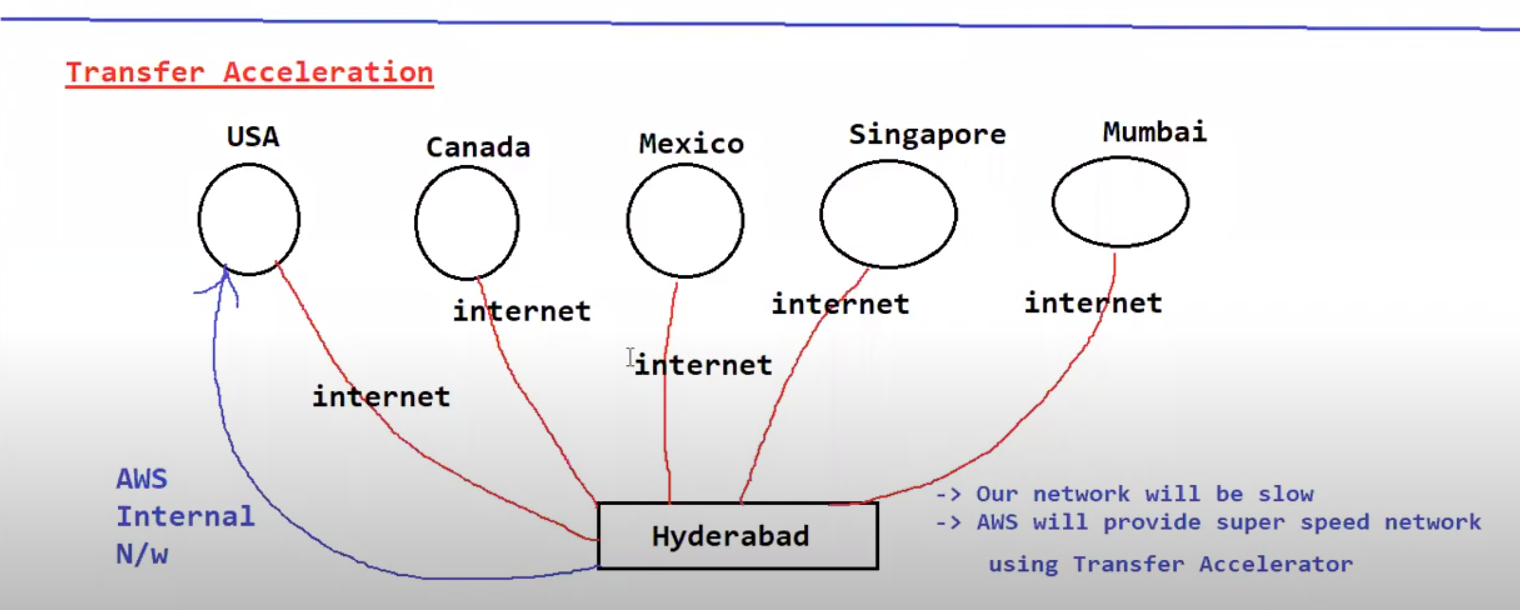 Transfer Acceleration
USA
Canada
Mexico
Singapore
Mumbai
internet
internet
internet
internet
internet
AWS
Internal
N/w
Hyderabad
-> Our network will be slow
-> AWS will provide super speed network
using Transfer Accelerator